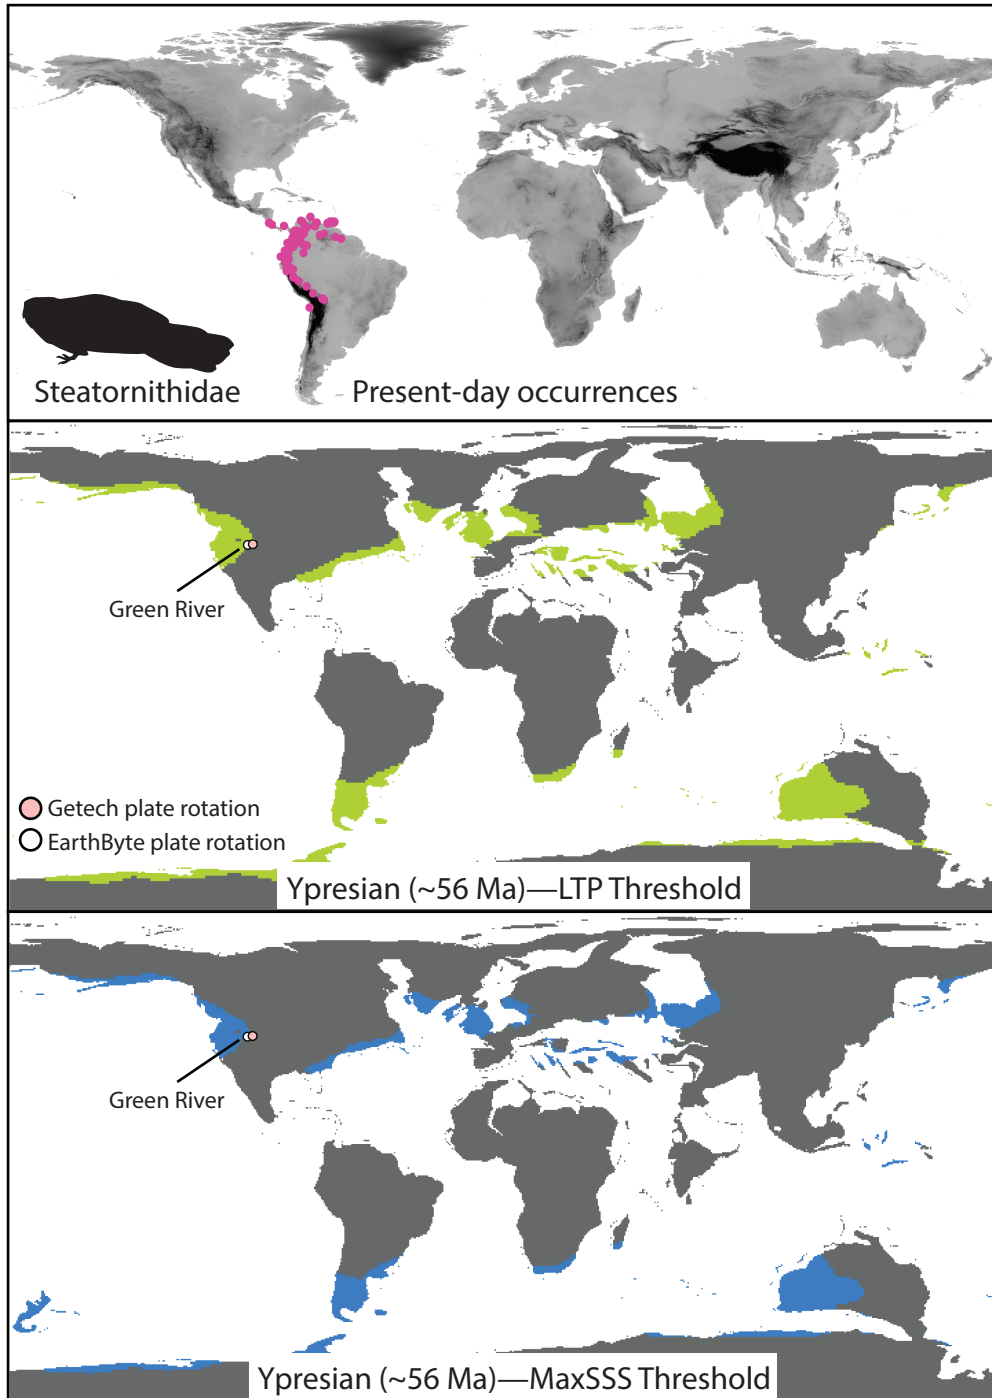 Steatornithidae
Present-day occurrences
Green River
Getech plate rotation
EarthByte plate rotation
Ypresian (~56 Ma)—LTP Threshold
Green River
Ypresian (~56 Ma)—MaxSSS Threshold